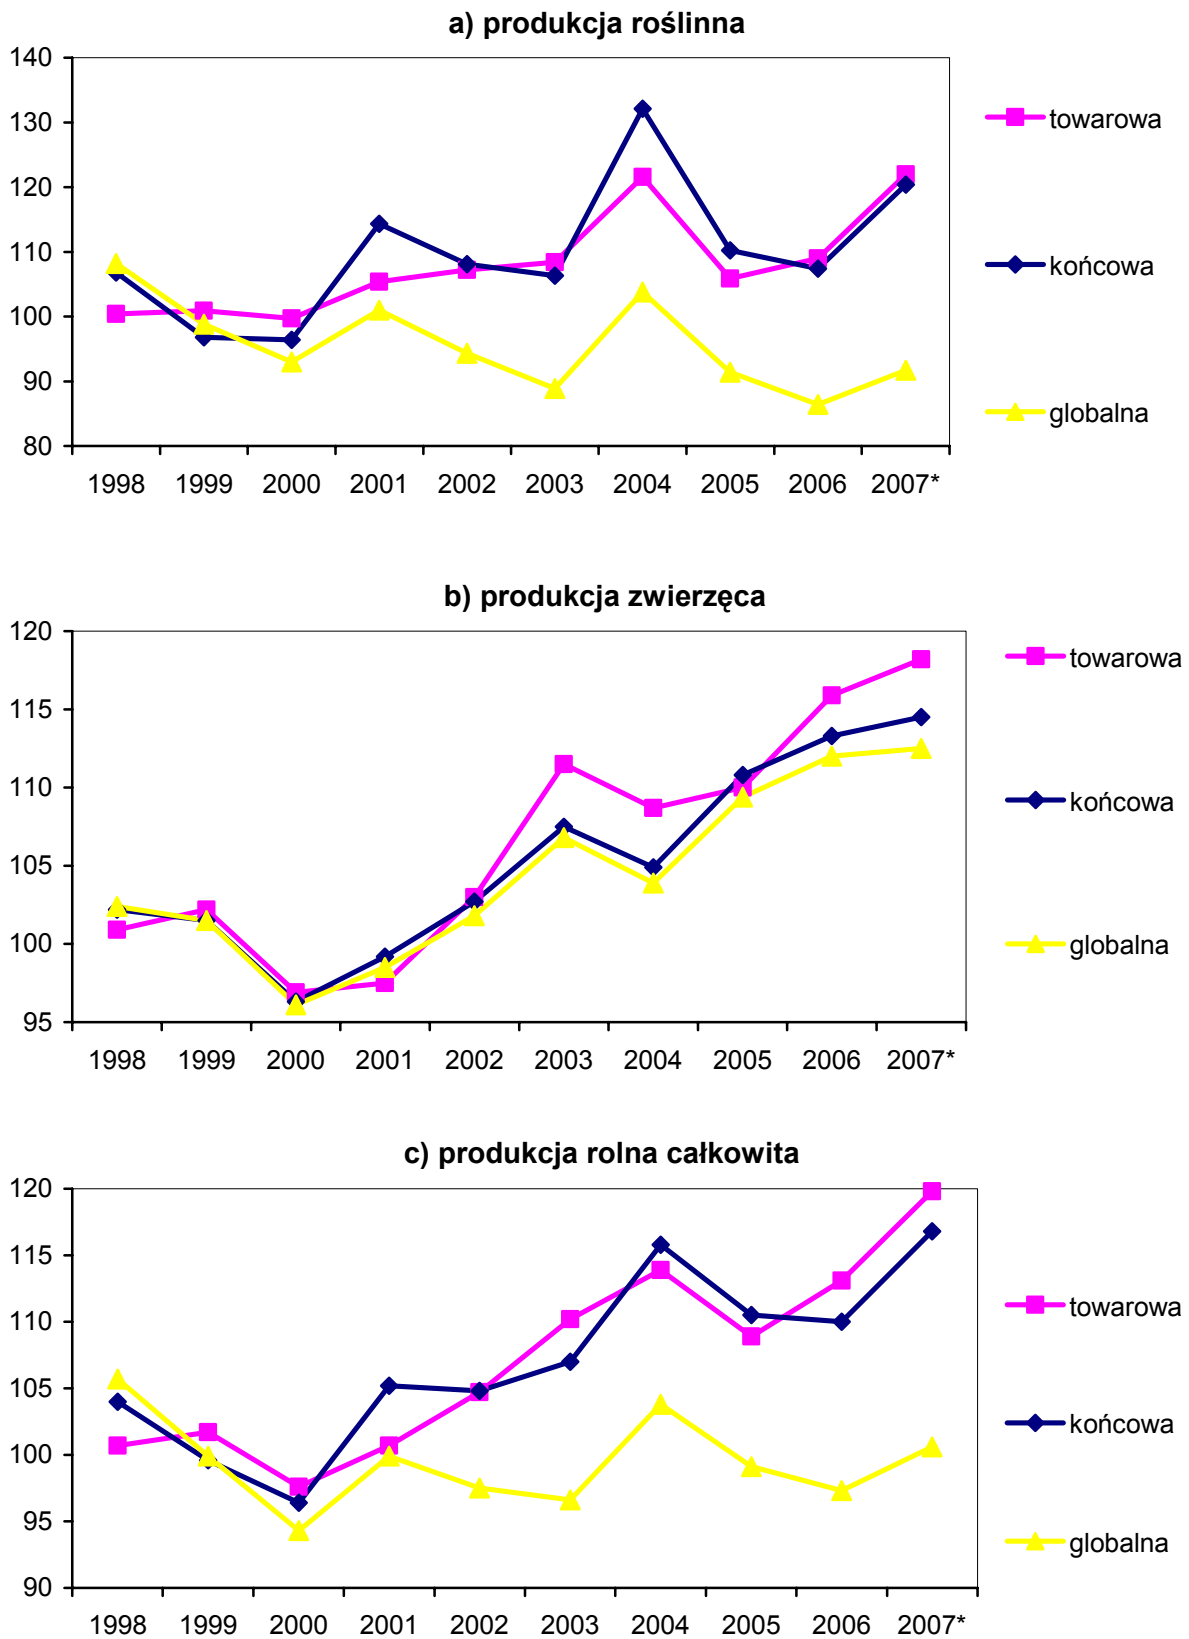 a) produkcja roślinna
140
130
120
110
100
90
80
1998 1999 2000 2001 2002 2003 2004 2005 2006 2007*
towarowa
końcowa
globalna
b) produkcja zwierzęca
120
115
110
105
100
95
1998 1999 2000 2001 2002 2003 2004 2005 2006 2007*
towarowa
końcowa
globalna
c) produkcja rolna całkowita
120
115
110
105
100
95
90
1998 1999 2000 2001 2002 2003 2004 2005 2006 2007*
towarowa
końcowa
globalna